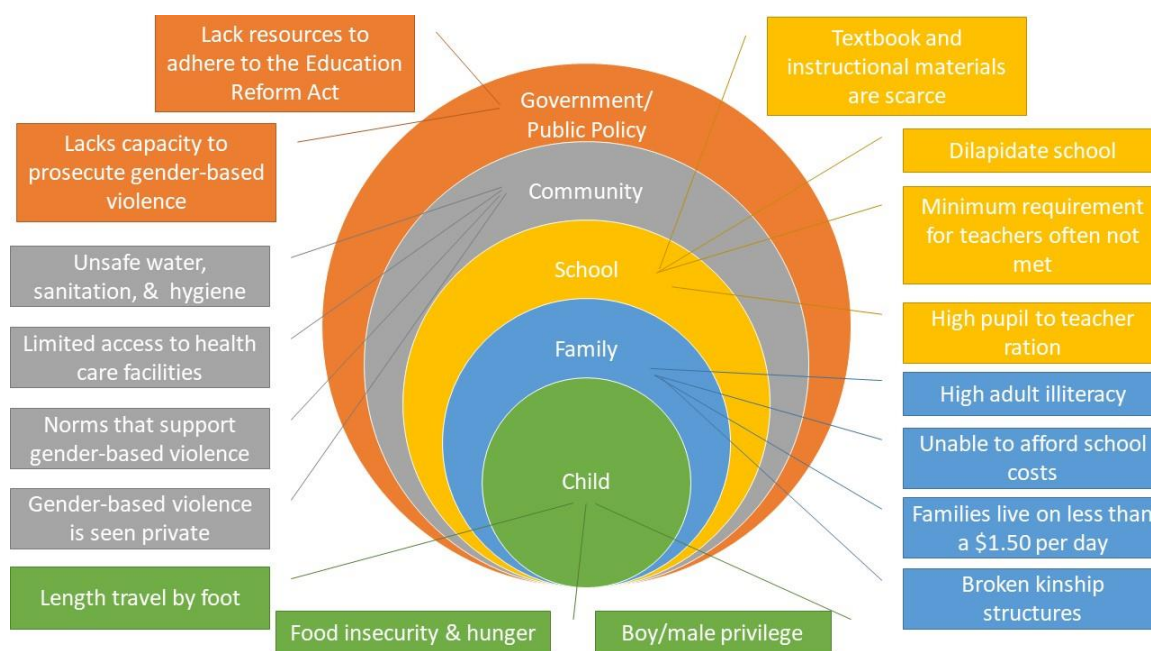 Lack resources to
adhere to the Education
Reform Act
Lacks capacity to
prosecute gender-based
violence
Unsafe water,
sanitation, & hygiene
Limited access to health
care facilities
Norms that support
gender-based violence
Gender-based violence
is seen private
Length travel by foot
Food insecurity & hunger
Boy/male privilege
Government/
Public Policy
Community
School
Family
Child
Textbook and
instructional materials
are scarce
Dilapidate school
Minimum requirement
for teachers often not
met
High pupil to teacher
ration
High adult illiteracy
Unable to afford school
costs
Families live on less than
a $1.50 per day
Broken kinship
structures